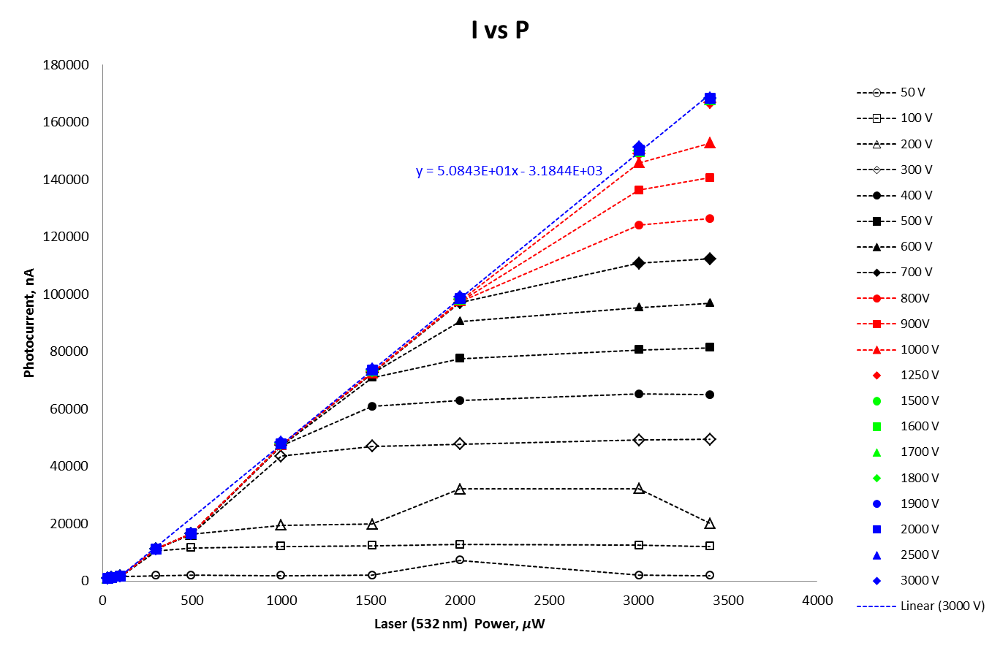 I vs P
180000
160000
140000
120000
100000
80000
60000
40000
20000
0
Photocurrent, nA
y = 5.0843E+01x - 3.1844E+03
0 500 1000 1500 2000 2500 3000 3500 4000
Laser (532 nm) Power, µW
50 V
100 V
200 V
300 V
400 V
500 V
600 V
700 V
800V
900V
1000 V
1250 V
1500 V
1600 V
1700 V
1800 V
1900 V
2000 V
2500 V
3000 V
Linear (3000 V)